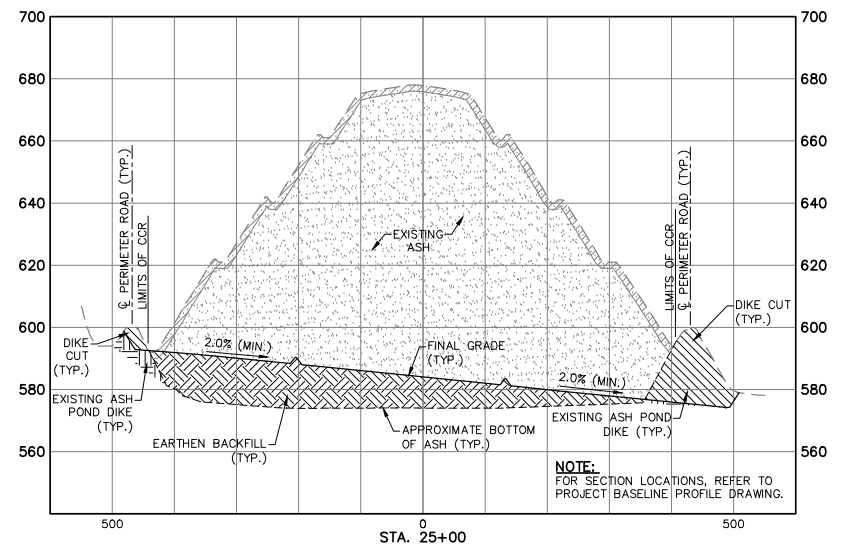 700
700
680
680
660
660
640
640
620
620
600
600
580
580
560
560
℄ PERIMETER ROAD (TYP.)
LIMITS OF CCR
LIMITS OF CCR
℄ PERIMETER ROAD (TYP.)
EXISTING
ASH
DIKE CUT
(TYP.)
DIKE
CUT
(TYP.)
2.0% (MIN.)
FINAL GRADE
(TYP.)
2.0% (MIN.)
EXISTING ASH
POND DIKE
(TYP.)
EARTHEN BACKFILL
(TYP.)
APPROXIMATE BOTTOM
OF ASH (TYP.)
EXISTING ASH POND
DIKE (TYP.)
NOTE:
FOR SECTION LOCATIONS, REFER TO
PROJECT BASELINE PROFILE DRAWING.
500
0
500
STA. 25+00